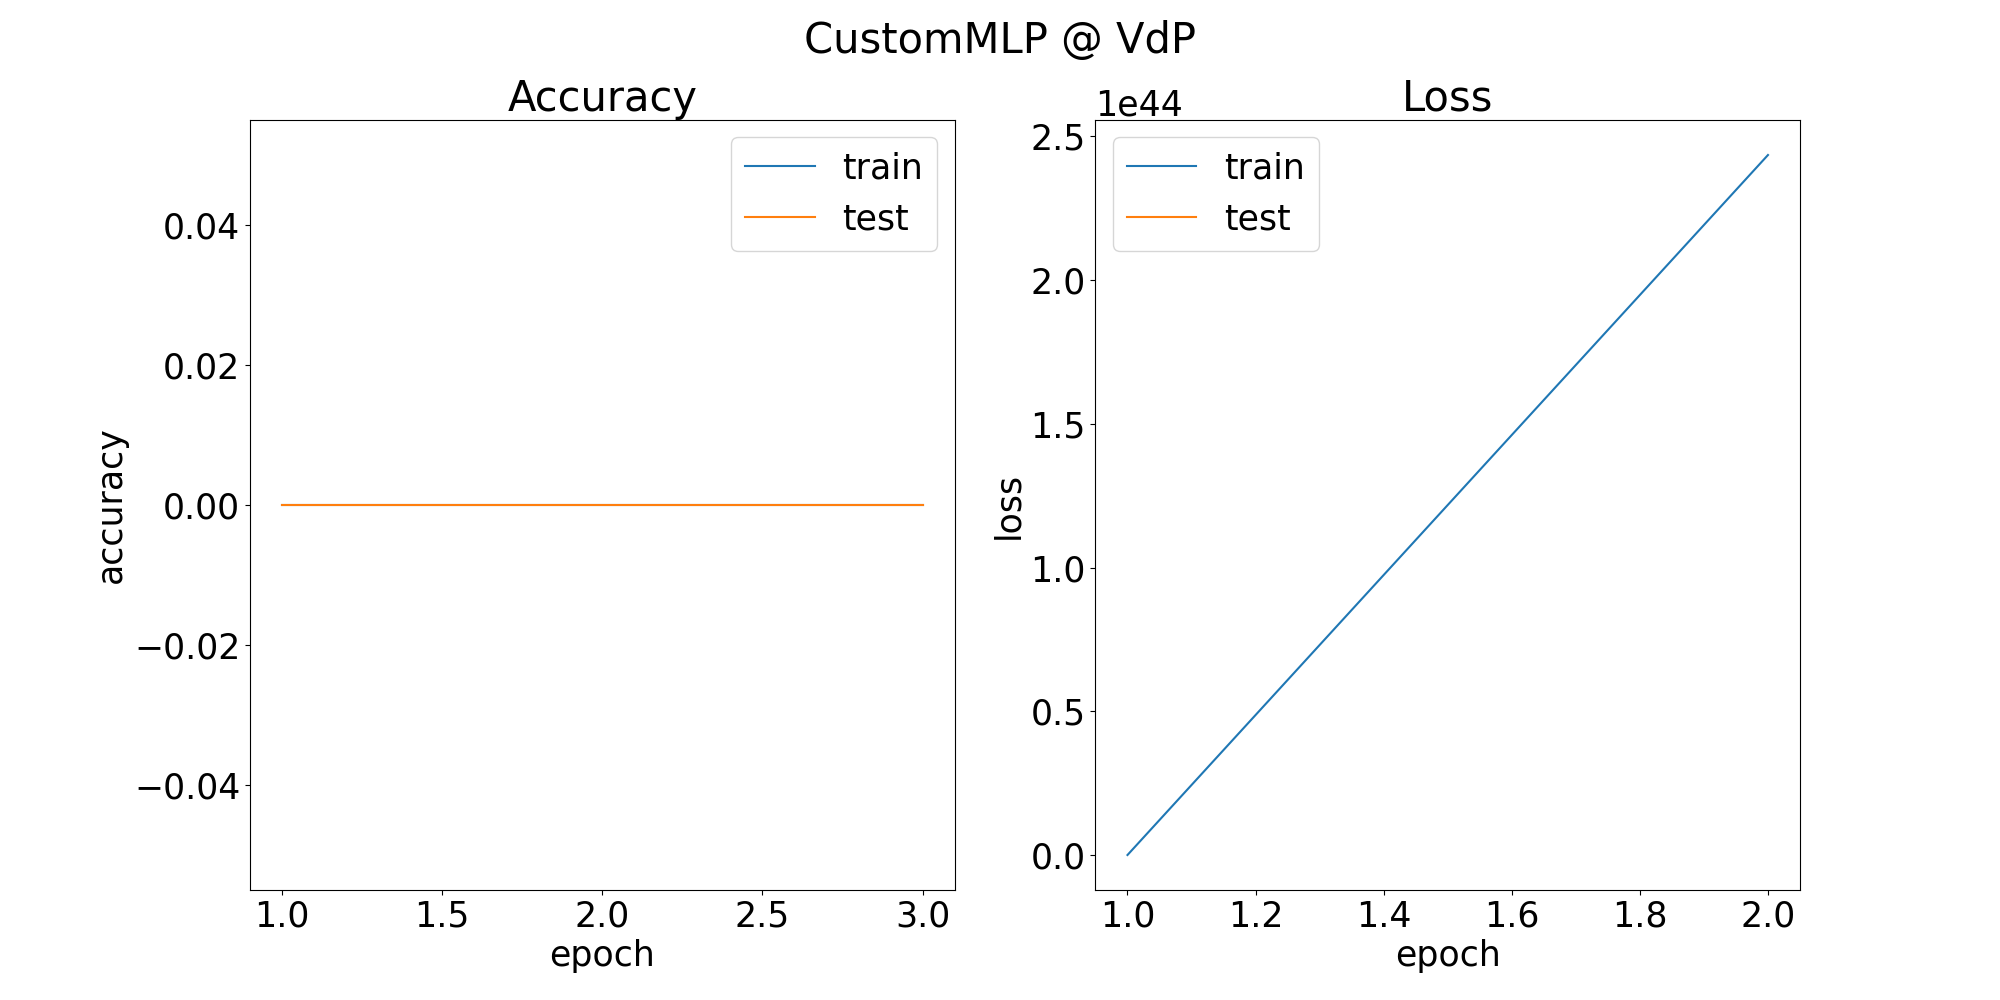 CustomMLP @ VdP
Accuracy
train
test
0.04
0.02
0.00
−0.02
−0.04
accuracy
1.0 1.5 2.0 2.5 3.0
epoch
Loss
1e44
train
test
2.5
2.0
1.5
1.0
0.5
0.0
loss
1.0 1.2 1.4 1.6 1.8 2.0
epoch